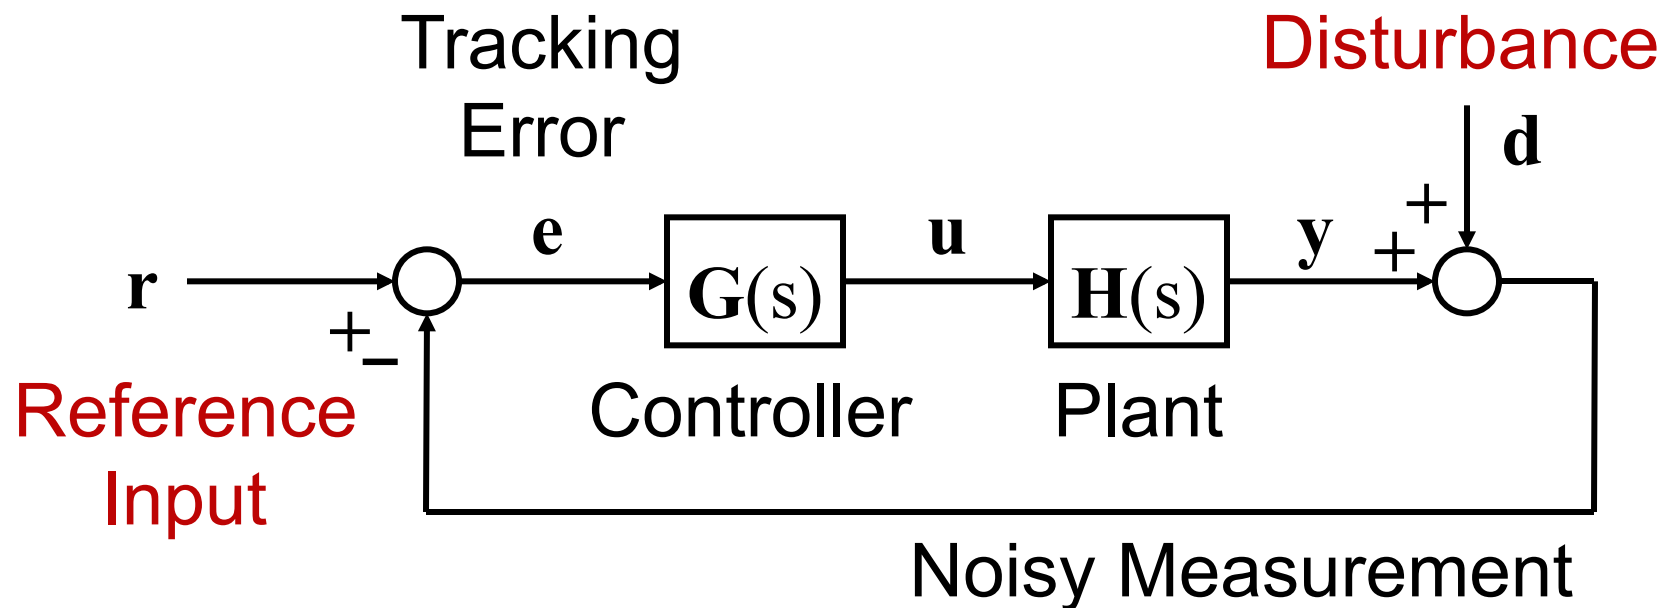 Tracking
Error
Disturbance
d
+
r
e
G(s)
u
H(s)
y
+
+
−
Reference
Input
Controller
Plant
Noisy Measurement